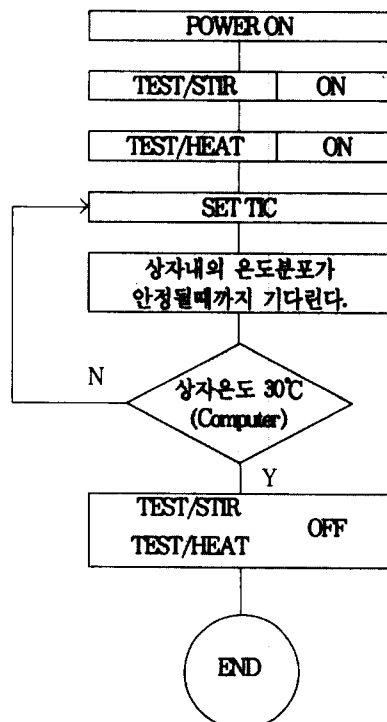 POWER ON
TEST/STIR ON
TEST/HEAT ON
SET TIC
상자내의 온도분포가
안정될때까지 기다린다.
N
상자온도 30℃
(Computer)
Y
TEST/STIR
OFF
TEST/HEAT
END